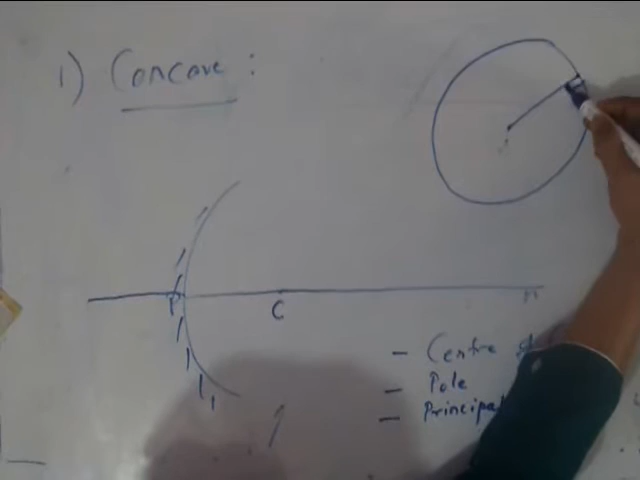 1) Concave :
P
C
- Centre
- Pole
- Principal